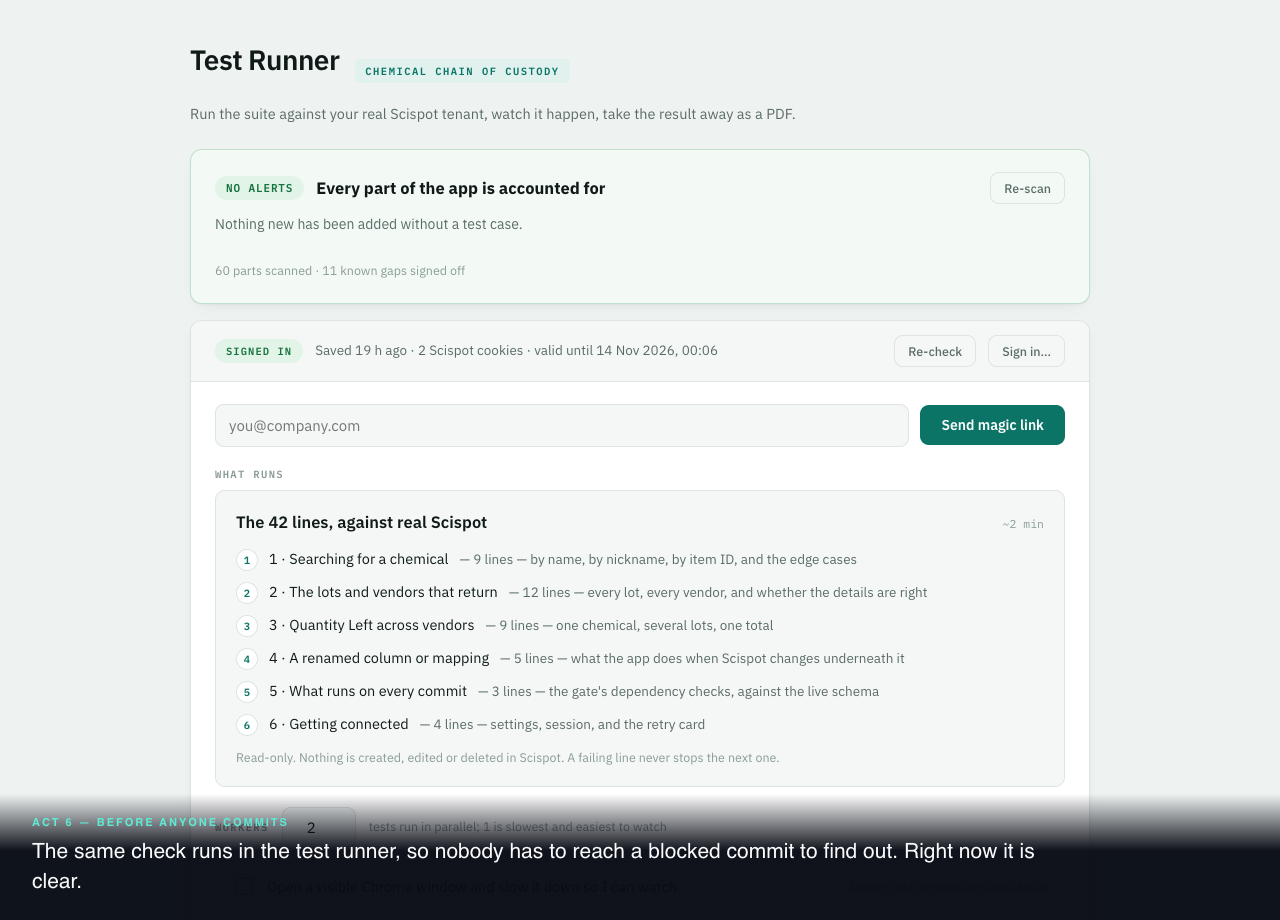 Test Runner
CHEMICAL CHAIN OF CUSTODY
Run the suite against your real Scispot tenant, watch it happen, take the result away as a PDF.
NO ALERTS
Every part of the app is accounted for
Re-scan
Nothing new has been added without a test case.
60 parts scanned · 11 known gaps signed off
SIGNED IN
Saved 19 h ago · 2 Scispot cookies · valid until 14 Nov 2026, 00:06
Re-check
Sign in…
you@company.com
Send magic link
WHAT RUNS
The 42 lines, against real Scispot
~2 min
1 1 · Searching for a chemical — 9 lines — by name, by nickname, by item ID, and the edge cases
2 2 · The lots and vendors that return — 12 lines — every lot, every vendor, and whether the details are right
3 3 · Quantity Left across vendors — 9 lines — one chemical, several lots, one total
4 4 · A renamed column or mapping — 5 lines — what the app does when Scispot changes underneath it
5 5 · What runs on every commit — 3 lines — the gate's dependency checks, against the live schema
6 6 · Getting connected — 4 lines — settings, session, and the retry card
Read-only. Nothing is created, edited or deleted in Scispot. A failing line never stops the next one.
WORKERS 2 tests run in parallel; 1 is slowest and easiest to watch
ACT 6 — BEFORE ANYONE COMMITS
The same check runs in the test runner, so nobody has to reach a blocked commit to find out. Right now it is
clear.
Open a visible Chrome window and slow it down so I can watch